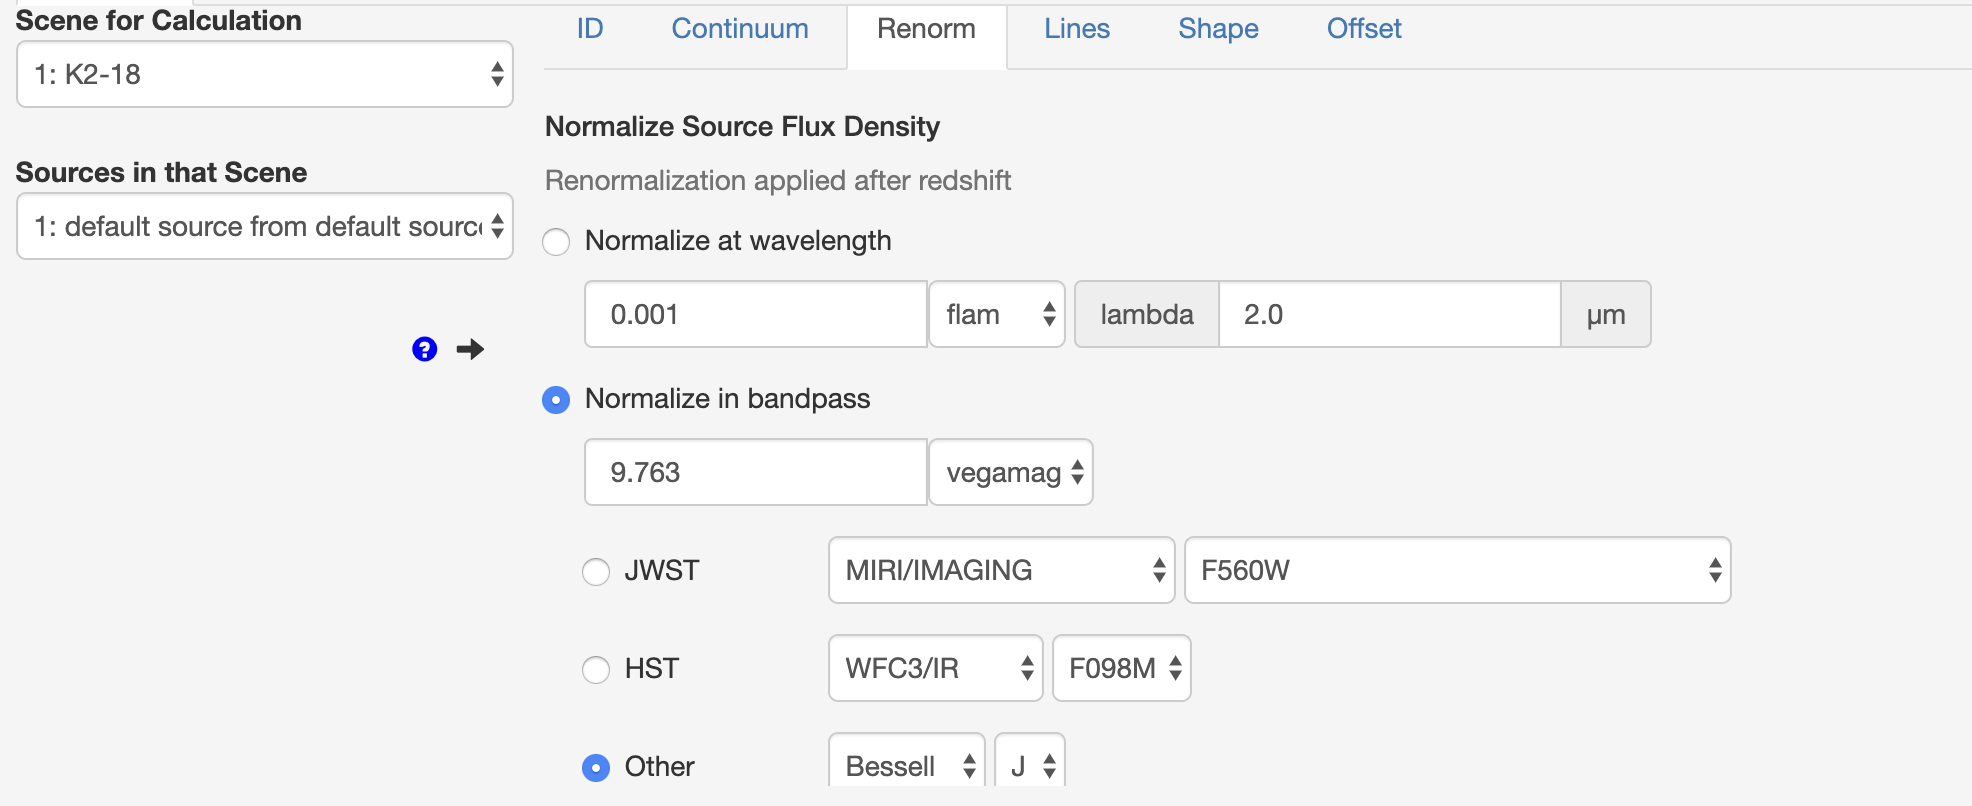 Scene for Calculation
1: K2-18
Sources in that Scene
1: default source from default sourc
?
ID Continuum Renorm Lines Shape Offset
Normalize Source Flux Density
Renormalization applied after redshift
Normalize at wavelength
0.001 flam lambda 2.0 µm
Normalize in bandpass
9.763 vegamag
JWST MIRI/IMAGING F560W
HST WFC3/IR F098M
Other Bessell J